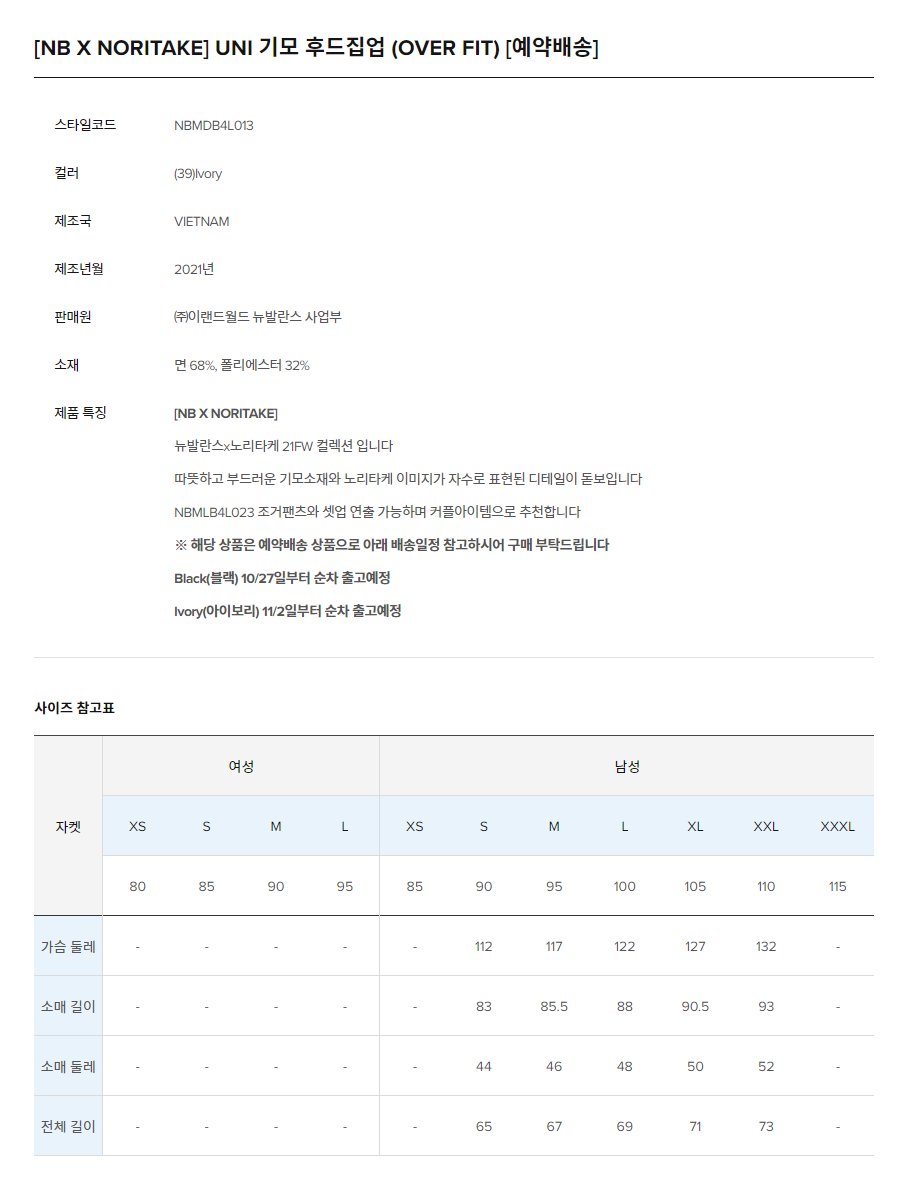 [NB X NORITAKE] UNI 기모 후드집업 (OVER FIT) [예약배송]
스타일코드 NBMDB4L013
컬러 (39)Ivory
제조국 VIETNAM
제조년월 2021년
판매원 ㈜이랜드월드 뉴발란스 사업부
소재 면 68%, 폴리에스터 32%
제품 특징 [NB X NORITAKE]
뉴발란스x노리타케 21FW 컬렉션 입니다
따뜻하고 부드러운 기모소재와 노리타케 이미지가 자수로 표현된 디테일이 돋보입니다
NBMLB4L023 조거팬츠와 셋업 연출 가능하며 커플아이템으로 추천합니다
※ 해당 상품은 예약배송 상품으로 아래 배송일정 참고하시어 구매 부탁드립니다
Black(블랙) 10/27일부터 순차 출고예정
Ivory(아이보리) 11/2일부터 순차 출고예정
사이즈 참고표
자켓 여성 남성
XS S M L XS S M L XL XXL XXXL
80 85 90 95 85 90 95 100 105 110 115
가슴 둘레 - - - - - 112 117 122 127 132 -
소매 길이 - - - - - 83 85.5 88 90.5 93 -
소매 둘레 - - - - - 44 46 48 50 52 -
전체 길이 - - - - - 65 67 69 71 73 -